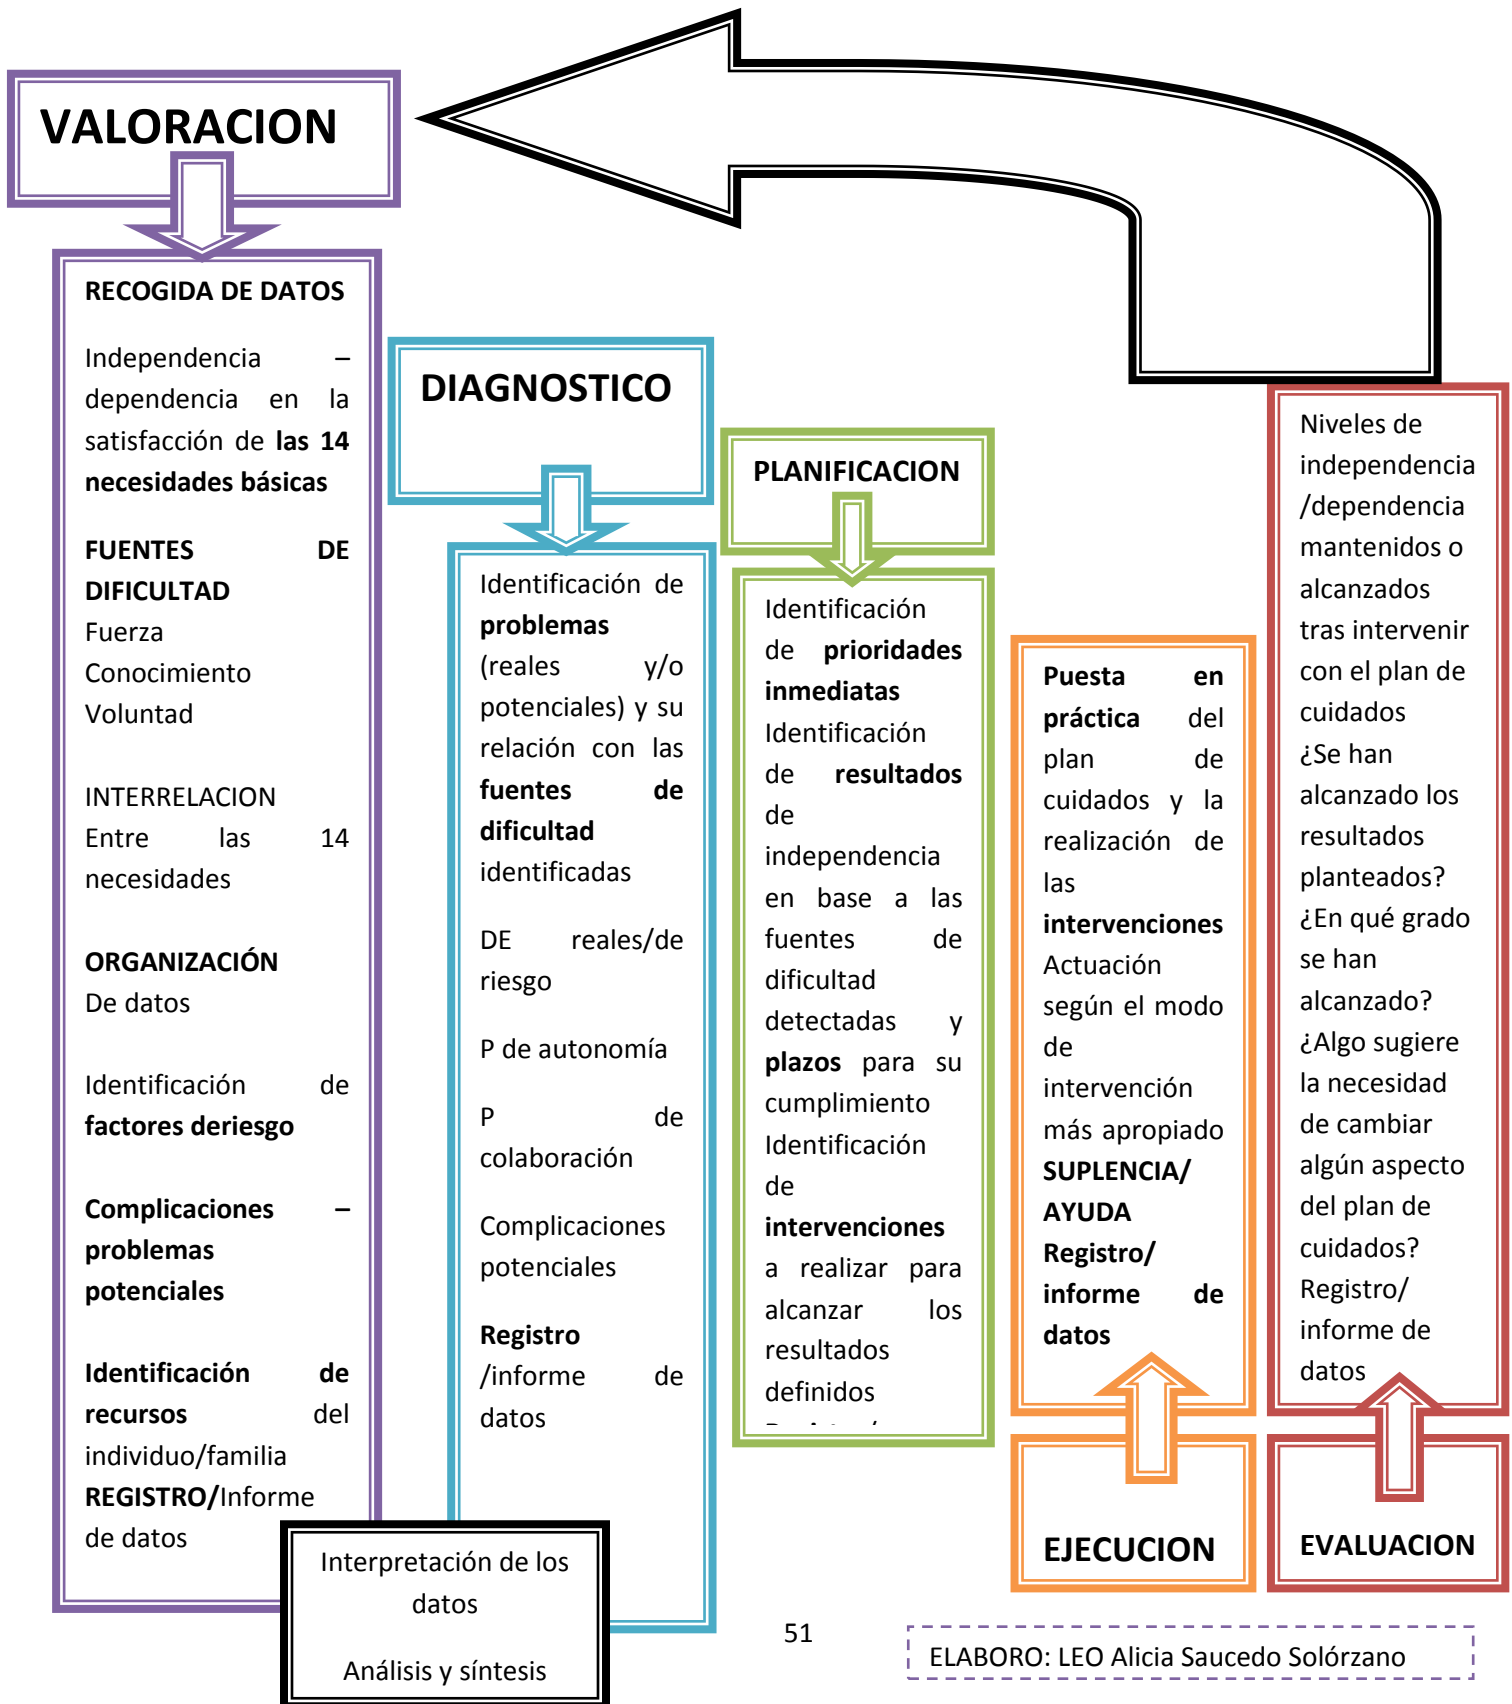 VALORACION
RECOGIDA DE DATOS
Independencia –
dependencia en la
satisfacción de las 14
necesidades básicas
FUENTES DE
DIFICULTAD
Fuerza
Conocimiento
Voluntad
INTERRELACION
Entre las 14
necesidades
ORGANIZACIÓN
De datos
Identificación de
factores deriesgo
Complicaciones –
problemas
potenciales
Identificación de
recursos del
individuo/familia
REGISTRO/Informe
de datos
DIAGNOSTICO
Identificación de
problemas
(reales y/o
potenciales) y su
relación con las
fuentes de
dificultad
identificadas
DE reales/de
riesgo
P de autonomía
P de
colaboración
Complicaciones
potenciales
Registro
/informe de
datos
Interpretación de los
datos
Análisis y síntesis
PLANIFICACION
Identificación
de prioridades
inmediatas
Identificación
de resultados
de
independencia
en base a las
fuentes de
dificultad
detectadas y
plazos para su
cumplimiento
Identificación
de
intervenciones
a realizar para
alcanzar los
resultados
definidos
Puesta en
práctica del
plan de
cuidados y la
realización de
las
intervenciones
Actuación
según el modo
de
intervención
más apropiado
SUPLENCIA/
AYUDA
Registro/
informe de
datos
EJECUCION
Niveles de
independencia
/dependencia
mantenidos o
alcanzados
tras intervenir
con el plan de
cuidados
¿Se han
alcanzado los
resultados
planteados?
¿En qué grado
se han
alcanzado?
¿Algo sugiere
la necesidad
de cambiar
algún aspecto
del plan de
cuidados?
Registro/
informe de
datos
EVALUACION
51
ELABORO: LEO Alicia Saucedo Solórzano